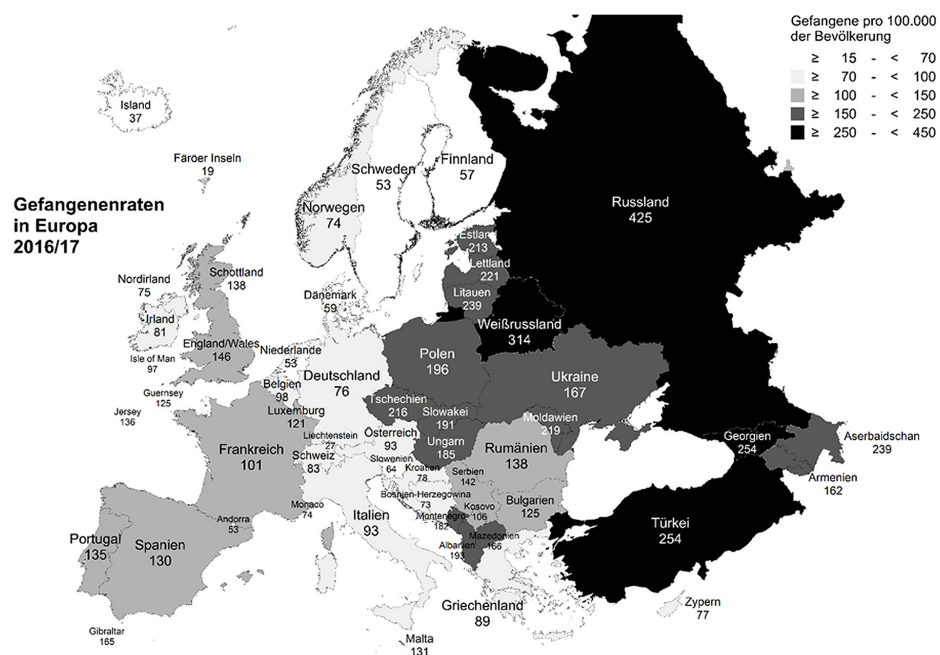 Gefangene pro 100.000
der Bevölkerung
≥ 15 - < 70
≥ 70 - < 100
≥ 100 - < 150
≥ 150 - < 250
≥ 250 - < 450
Gefangenenraten
in Europa
2016/17
Island
37
Färöer Inseln
19
Schweden
53
Finnland
57
Norwegen
74
Russland
425
Estland
213
Lettland
221
Litauen
239
Nordirland
75
Schottland
138
Irland
81
Dänemark
59
Isle of Man
97
England/Wales
146
Niederlande
53
Weißrussland
314
Polen
196
Deutschland
76
Ukraine
167
Guernsey
125
Jersey
136
Belgien
98
Luxemburg
121
Tschechien
216
Slowakei
191
Moldawien
219
Liechtenstein
27
Österreich
93
Ungarn
185
Rumänien
138
Georgien
254
Aserbaidschan
239
Armenien
162
Frankreich
101
Schweiz
83
Slowenien
64
Kroatien
78
Serbien
142
Bosnien-Herzegowina
73
Kosovo
106
Bulgarien
125
Monaco
74
Italien
93
Montenegro
182
Mazedonien
166
Albanien
193
Andorra
53
Portugal
135
Spanien
130
Türkei
254
Griechenland
89
Zypern
77
Gibraltar
165
Malta
131